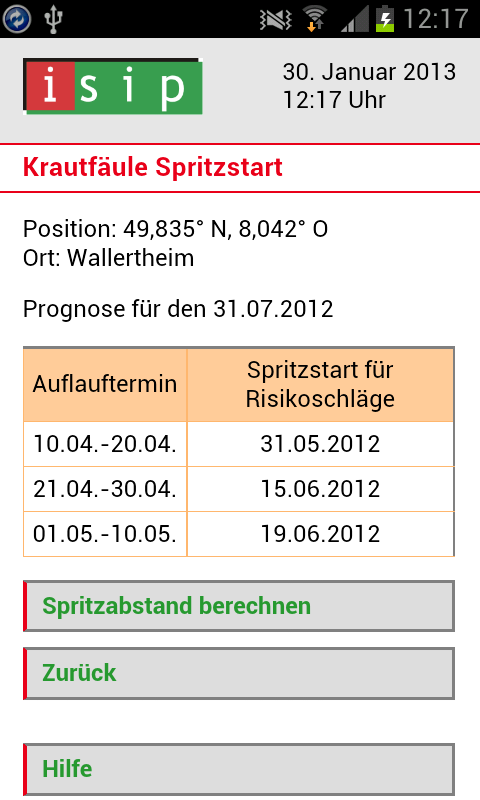 12:17
isip
30. Januar 2013
12:17 Uhr
Krautfäule Spritzstart
Position: 49,835° N, 8,042° O
Ort: Wallertheim
Prognose für den 31.07.2012
Auflauftermin
Spritzstart für
Risikoschläge
10.04.-20.04. 31.05.2012
21.04.-30.04. 15.06.2012
01.05.-10.05. 19.06.2012
Spritzabstand berechnen
Zurück
Hilfe